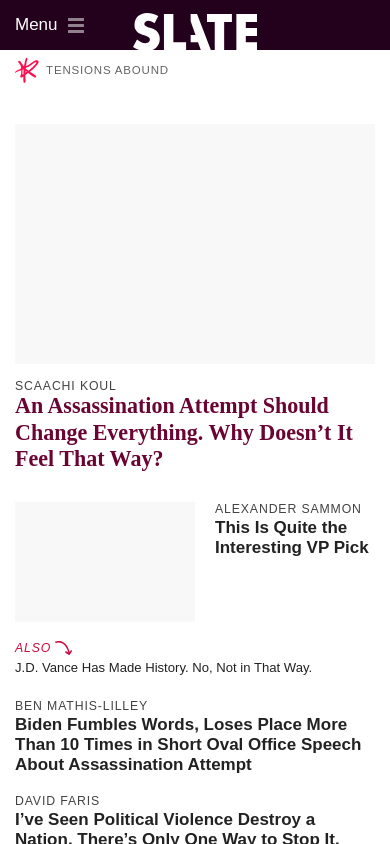 Menu
SLATE
TENSIONS ABOUND
SCAACHI KOUL
An Assassination Attempt Should
Change Everything. Why Doesn’t It
Feel That Way?
ALEXANDER SAMMON
This Is Quite the
Interesting VP Pick
ALSO
J.D. Vance Has Made History. No, Not in That Way.
BEN MATHIS-LILLEY
Biden Fumbles Words, Loses Place More
Than 10 Times in Short Oval Office Speech
About Assassination Attempt
DAVID FARIS
I’ve Seen Political Violence Destroy a
Nation. There’s Only One Way to Stop It.